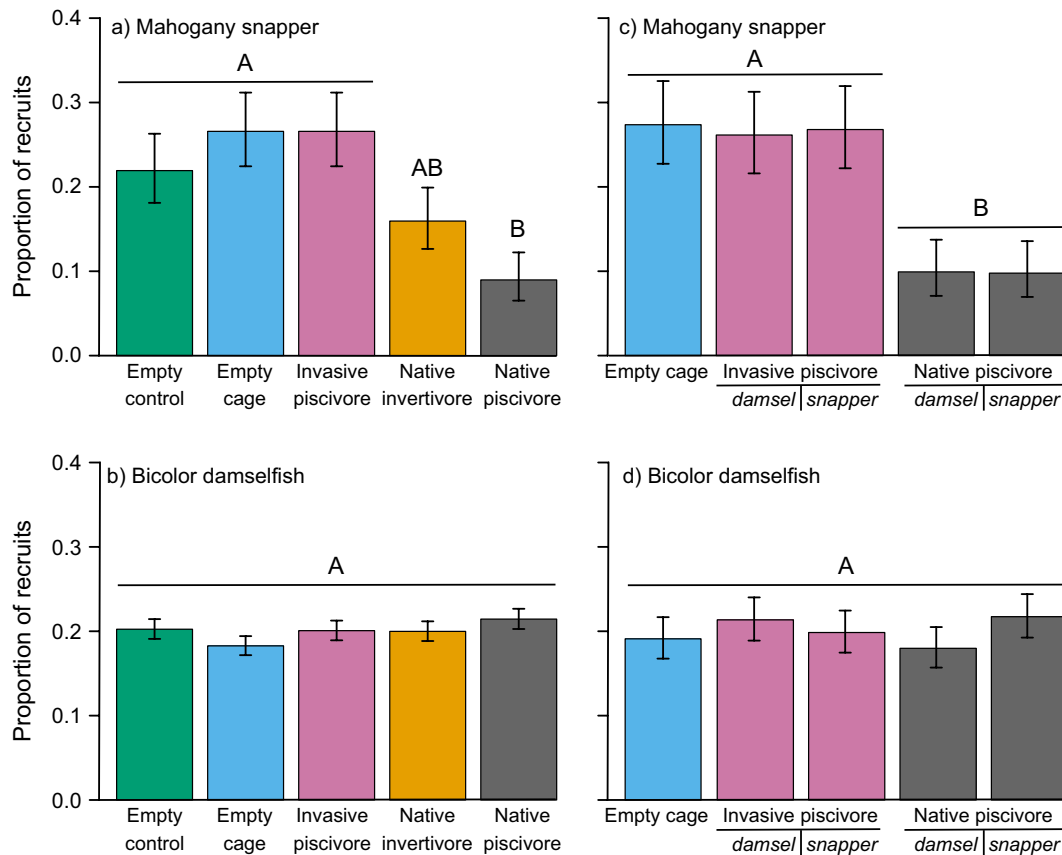 a) Mahogany snapper
Proportion of recruits
0.4
0.3
0.2
0.1
0.0
A
AB
B
Empty control
Empty cage
Invasive piscivore
Native invertivore
Native piscivore
c) Mahogany snapper
A
B
Empty cage
Invasive piscivore
damsel snapper
Native piscivore
damsel snapper
b) Bicolor damselfish
Proportion of recruits
0.4
0.3
0.2
0.1
0.0
A
Empty control
Empty cage
Invasive piscivore
Native invertivore
Native piscivore
d) Bicolor damselfish
A
Empty cage
Invasive piscivore
damsel snapper
Native piscivore
damsel snapper